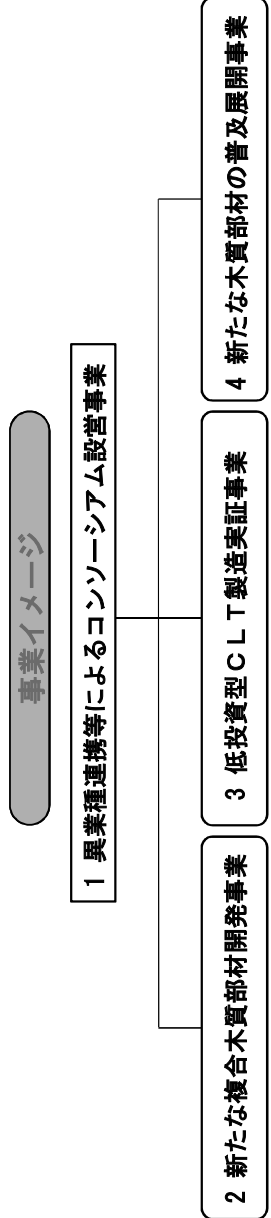 事業イメージ
1 異業種連携等によるコンソーシアム設営事業
2 新たな複合木質部材開発事業
3 低投資型CLT製造実証事業
4 新たな木質部材の普及展開事業